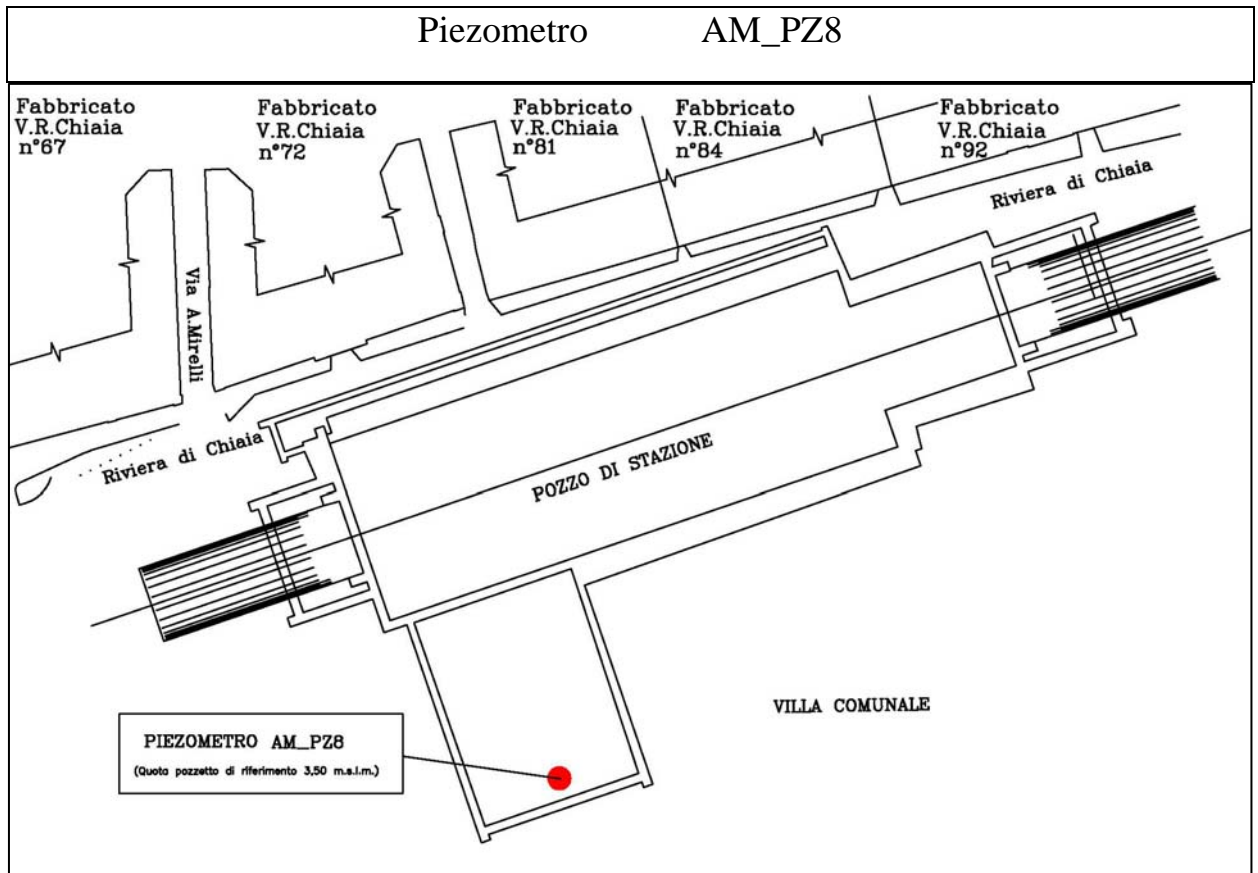 Piezometro AM_PZ8
Fabbricato
V.R.Chiaia
n°67
Fabbricato
V.R.Chiaia
n°72
Fabbricato
V.R.Chiaia
n°81
Fabbricato
V.R.Chiaia
n°84
Fabbricato
V.R.Chiaia
n°92
Riviera di Chiaia
Via A.Mirelli
Riviera di Chiaia
POZZO DI STAZIONE
VILLA COMUNALE
PIEZOMETRO AM_PZ8
(Quota pozzetto di riferimento 3,50 m.s.l.m.)